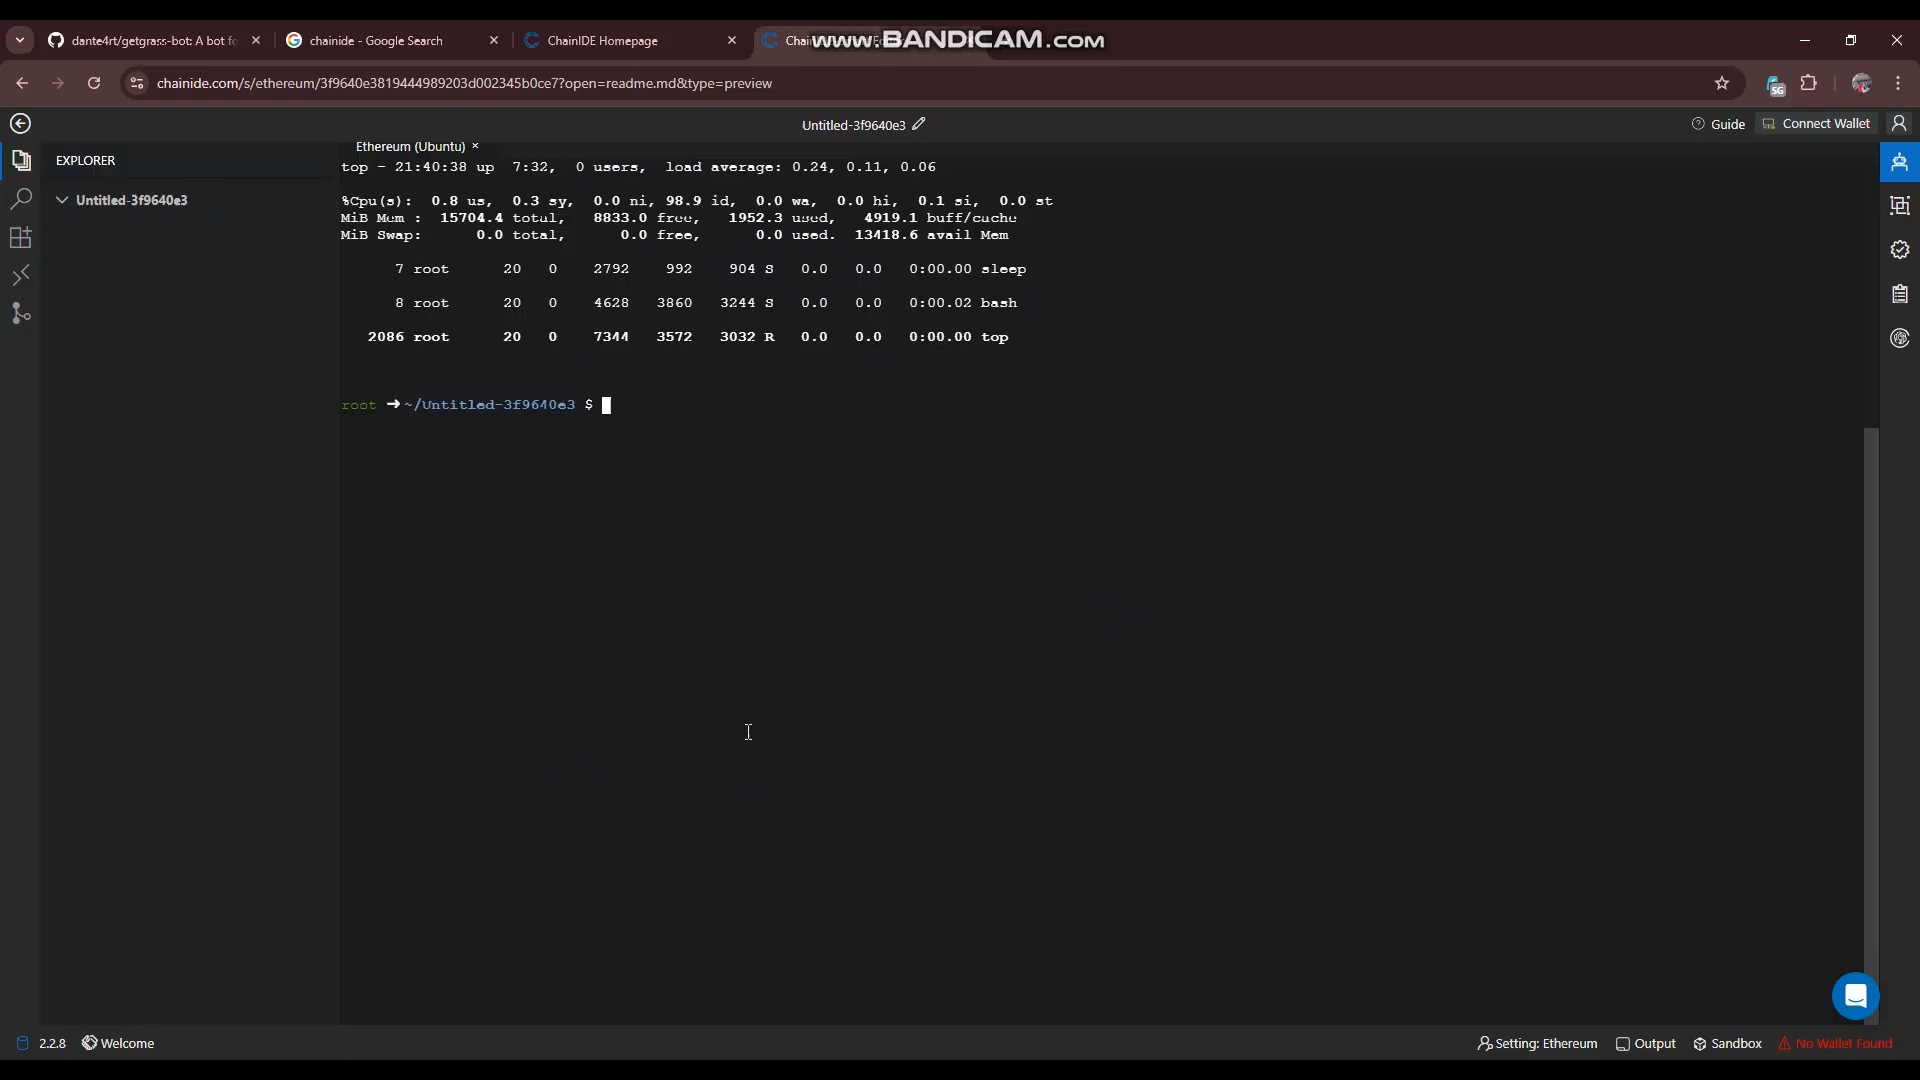 dante4rt/getgrass-bot: A bot fo
chainide - Google Search
ChainIDE Homepage
Chain
www.BANDICAM.com
chainide.com/s/ethereum/3f9640e3819444989203d002345b0ce7?open=readme.md&type=preview
SG
Untitled-3f9640e3
Guide
Connect Wallet
EXPLORER
Untitled-3f9640e3
Ethereum (Ubuntu) ×
top - 21:40:38 up  7:32,  0 users,  load average: 0.24, 0.11, 0.06
%Cpu(s):  0.8 us,  0.3 sy,  0.0 ni, 98.9 id,  0.0 wa,  0.0 hi,  0.1 si,  0.0 st
MiB Mem :  15704.4 total,   8833.0 free,   1952.3 used,   4919.1 buff/cache
MiB Swap:      0.0 total,      0.0 free,      0.0 used.  13418.6 avail Mem
7 root      20   0    2792    992    904 S   0.0   0.0   0:00.00 sleep
8 root      20   0    4628   3860   3244 S   0.0   0.0   0:00.02 bash
2086 root      20   0    7344   3572   3032 R   0.0   0.0   0:00.00 top
root ➜ ~/Untitled-3f9640e3 $
2.2.8
Welcome
Setting: Ethereum
Output
Sandbox
No Wallet Found